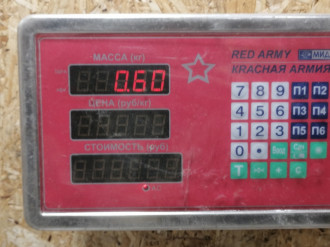 МАССА (кг)
0.60
ЦЕНА (руб/кг)
СТОИМОСТЬ (руб)
RED ARMY МИД
КРАСНАЯ АРМИЯ
7 8 9 П1 П2
4 5 6 П3 П4
1 2 3 П5 П6
0 •
T